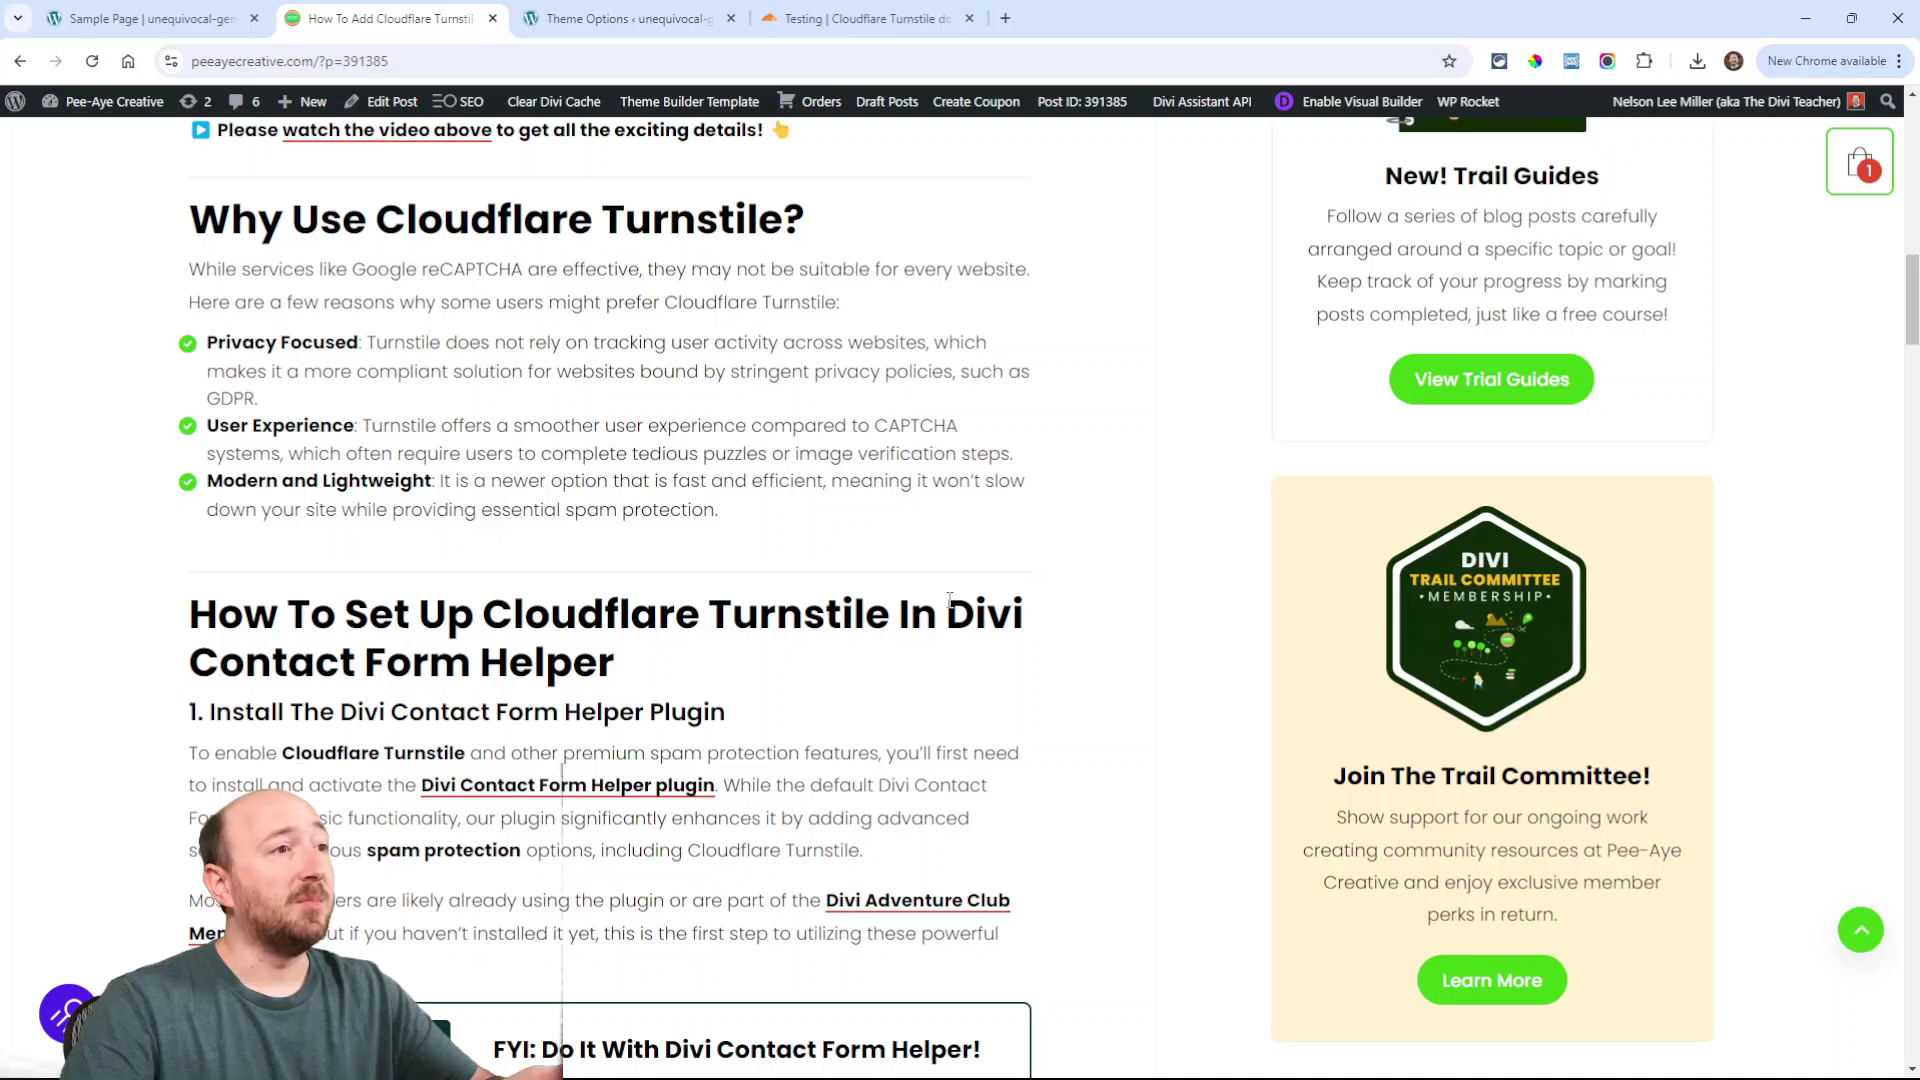 Sample Page | unequivocal-gen
How To Add Cloudflare Turnstil
Theme Options ‹ unequivocal-g
Testing | Cloudflare Turnstile do
peeayecreative.com/?p=391385
New Chrome available
Pee-Aye Creative
2
6
New
Edit Post
SEO
Clear Divi Cache
Theme Builder Template
Orders
Draft Posts
Create Coupon
Post ID: 391385
Divi Assistant API
D
Enable Visual Builder
WP Rocket
Nelson Lee Miller (aka The Divi Teacher)
Please watch the video above to get all the exciting details!
1
Why Use Cloudflare Turnstile?
While services like Google reCAPTCHA are effective, they may not be suitable for every website.
Here are a few reasons why some users might prefer Cloudflare Turnstile:
Privacy Focused: Turnstile does not rely on tracking user activity across websites, which
makes it a more compliant solution for websites bound by stringent privacy policies, such as
GDPR.
User Experience: Turnstile offers a smoother user experience compared to CAPTCHA
systems, which often require users to complete tedious puzzles or image verification steps.
Modern and Lightweight: It is a newer option that is fast and efficient, meaning it won't slow
down your site while providing essential spam protection.
How To Set Up Cloudflare Turnstile In Divi
Contact Form Helper
1. Install The Divi Contact Form Helper Plugin
To enable Cloudflare Turnstile and other premium spam protection features, you'll first need
to install and activate the Divi Contact Form Helper plugin. While the default Divi Contact
functionality, our plugin significantly enhances it by adding advanced
spam protection options, including Cloudflare Turnstile.
are likely already using the plugin or are part of the Divi Adventure Club
if you haven't installed it yet, this is the first step to utilizing these powerful
FYI: Do It With Divi Contact Form Helper!
New! Trail Guides
Follow a series of blog posts carefully
arranged around a specific topic or goal!
Keep track of your progress by marking
posts completed, just like a free course!
View Trial Guides
DIVI
TRAIL COMMITTEE
•MEMBERSHIP•
Join The Trail Committee!
Show support for our ongoing work
creating community resources at Pee-Aye
Creative and enjoy exclusive member
perks in return.
Learn More